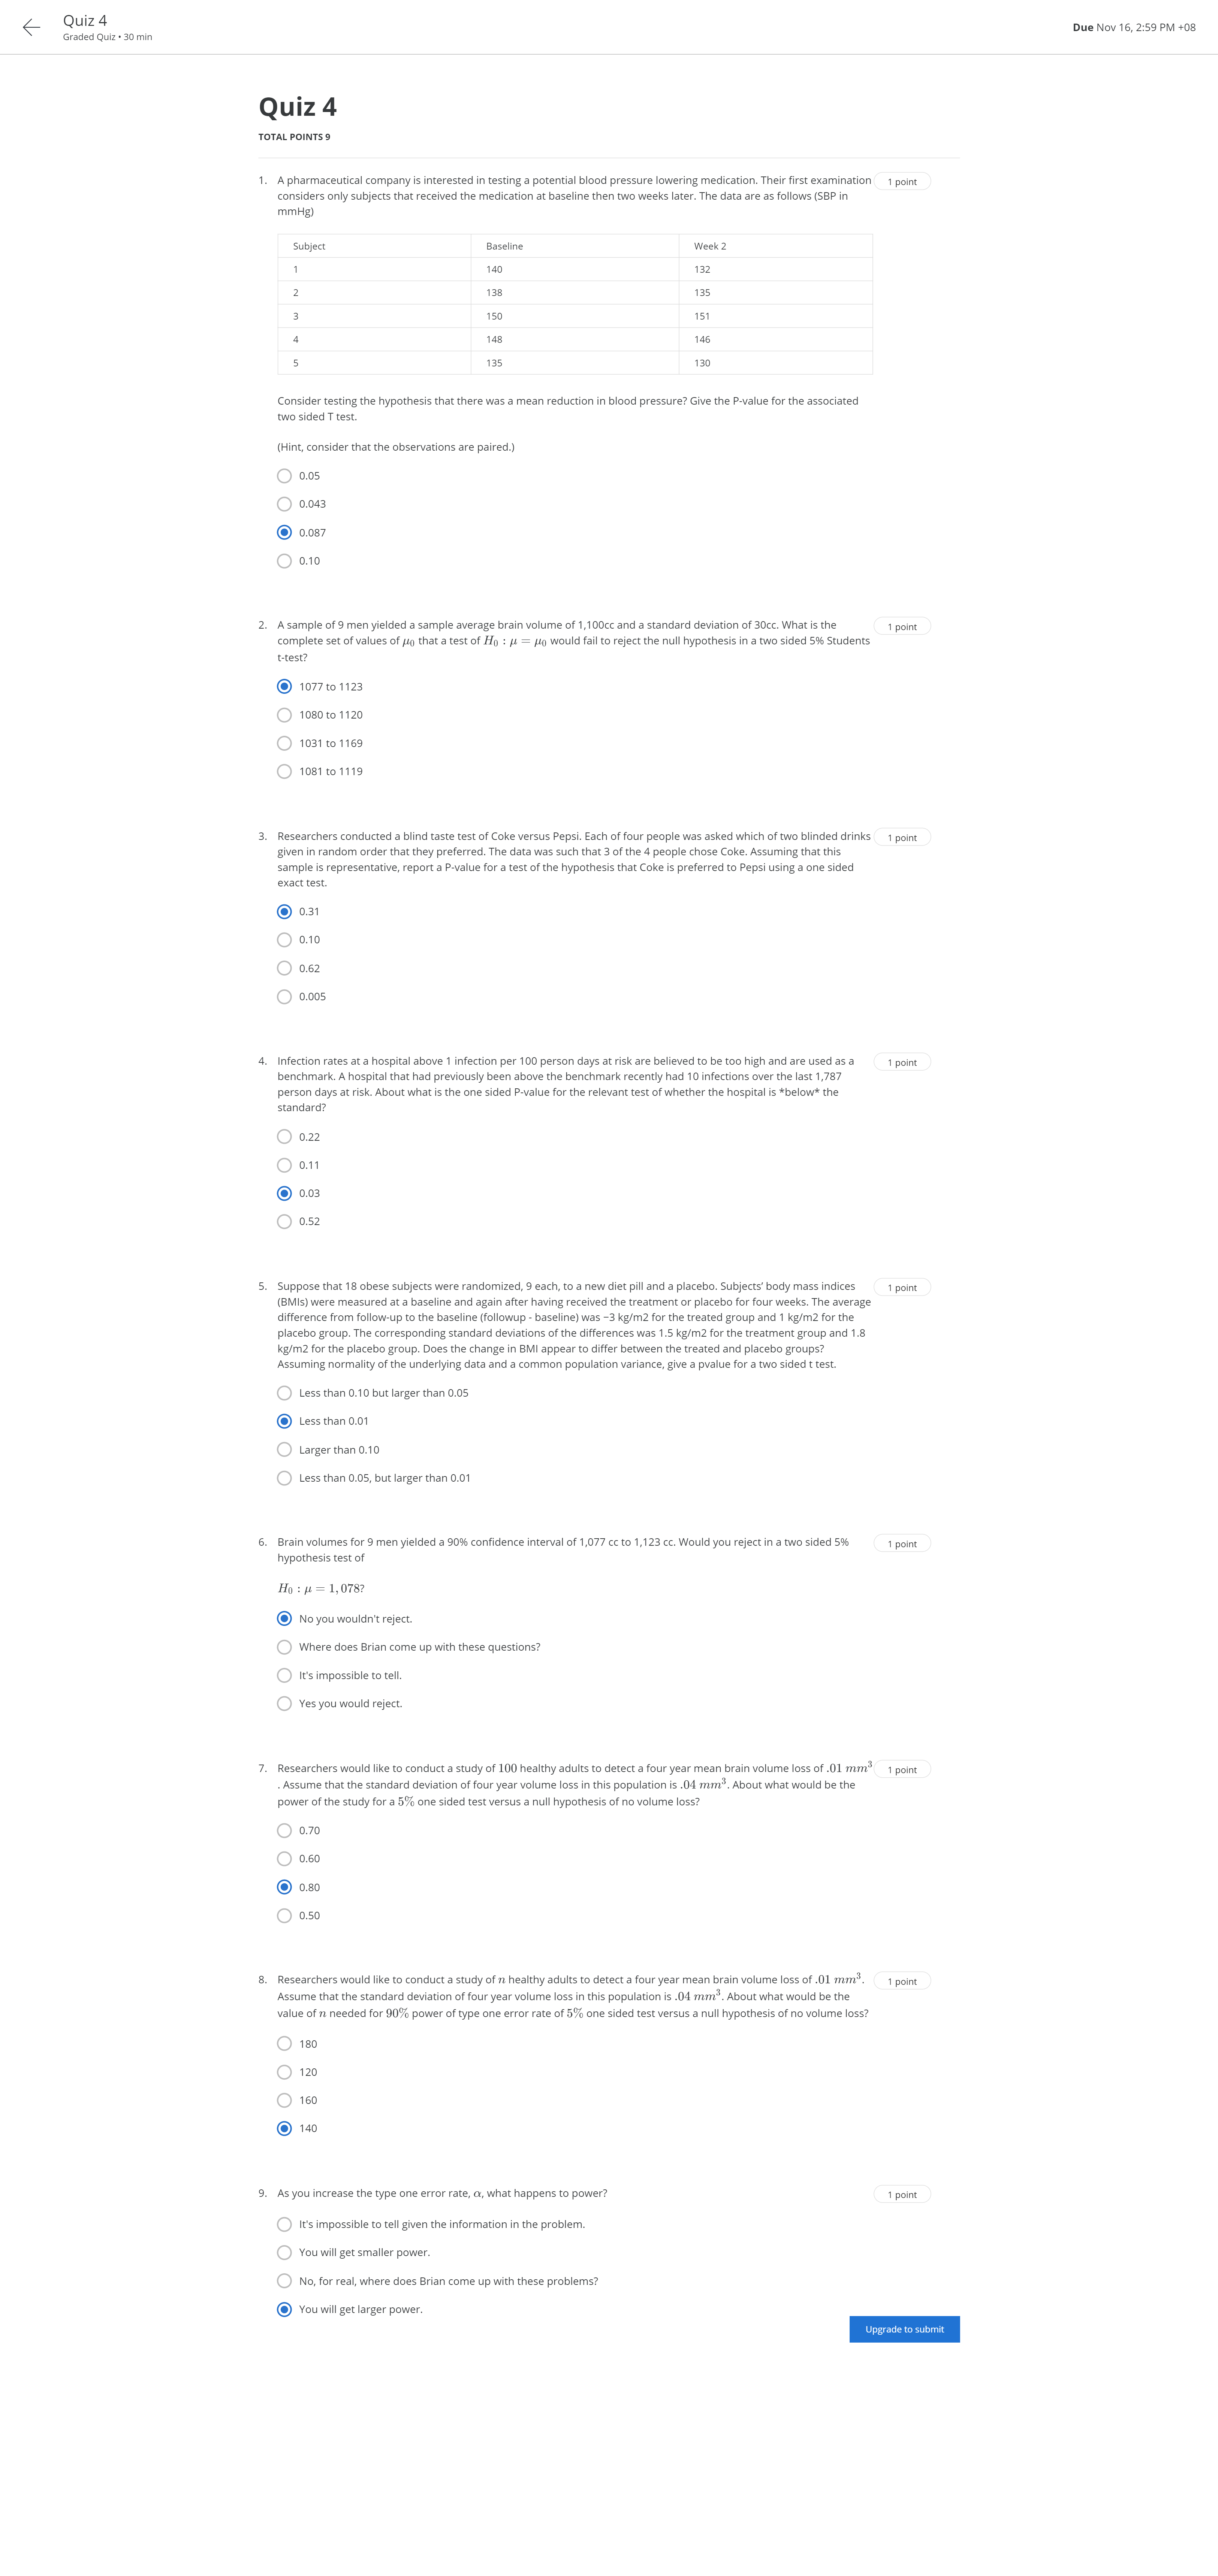 Quiz 4
Graded Quiz • 30 min
Due Nov 16, 2:59 PM +08
Quiz 4
TOTAL POINTS 9
1. A pharmaceutical company is interested in testing a potential blood pressure lowering medication. Their first examination
considers only subjects that received the medication at baseline then two weeks later. The data are as follows (SBP in
mmHg)
1 point
Subject Baseline Week 2
1 140 132
2 138 135
3 150 151
4 148 146
5 135 130
Consider testing the hypothesis that there was a mean reduction in blood pressure? Give the P-value for the associated
two sided T test.
(Hint, consider that the observations are paired.)
0.05
0.043
0.087
0.10
2. A sample of 9 men yielded a sample average brain volume of 1,100cc and a standard deviation of 30cc. What is the
complete set of values of μ₀ that a test of H₀ : μ = μ₀ would fail to reject the null hypothesis in a two sided 5% Students
t-test?
1 point
1077 to 1123
1080 to 1120
1031 to 1169
1081 to 1119
3. Researchers conducted a blind taste test of Coke versus Pepsi. Each of four people was asked which of two blinded drinks
given in random order that they preferred. The data was such that 3 of the 4 people chose Coke. Assuming that this
sample is representative, report a P-value for a test of the hypothesis that Coke is preferred to Pepsi using a one sided
exact test.
1 point
0.31
0.10
0.62
0.005
4. Infection rates at a hospital above 1 infection per 100 person days at risk are believed to be too high and are used as a
benchmark. A hospital that had previously been above the benchmark recently had 10 infections over the last 1,787
person days at risk. About what is the one sided P-value for the relevant test of whether the hospital is *below* the
standard?
1 point
0.22
0.11
0.03
0.52
5. Suppose that 18 obese subjects were randomized, 9 each, to a new diet pill and a placebo. Subjects’ body mass indices
(BMIs) were measured at a baseline and again after having received the treatment or placebo for four weeks. The average
difference from follow-up to the baseline (followup - baseline) was −3 kg/m2 for the treated group and 1 kg/m2 for the
placebo group. The corresponding standard deviations of the differences was 1.5 kg/m2 for the treatment group and 1.8
kg/m2 for the placebo group. Does the change in BMI appear to differ between the treated and placebo groups?
Assuming normality of the underlying data and a common population variance, give a pvalue for a two sided t test.
1 point
Less than 0.10 but larger than 0.05
Less than 0.01
Larger than 0.10
Less than 0.05, but larger than 0.01
6. Brain volumes for 9 men yielded a 90% confidence interval of 1,077 cc to 1,123 cc. Would you reject in a two sided 5%
hypothesis test of
1 point
H₀ : μ = 1, 078?
No you wouldn't reject.
Where does Brian come up with these questions?
It's impossible to tell.
Yes you would reject.
7. Researchers would like to conduct a study of 100 healthy adults to detect a four year mean brain volume loss of .01 mm³
. Assume that the standard deviation of four year volume loss in this population is .04 mm³. About what would be the
power of the study for a 5% one sided test versus a null hypothesis of no volume loss?
1 point
0.70
0.60
0.80
0.50
8. Researchers would like to conduct a study of n healthy adults to detect a four year mean brain volume loss of .01 mm³.
Assume that the standard deviation of four year volume loss in this population is .04 mm³. About what would be the
value of n needed for 90% power of type one error rate of 5% one sided test versus a null hypothesis of no volume loss?
1 point
180
120
160
140
9. As you increase the type one error rate, α, what happens to power?
1 point
It's impossible to tell given the information in the problem.
You will get smaller power.
No, for real, where does Brian come up with these problems?
You will get larger power.
Upgrade to submit